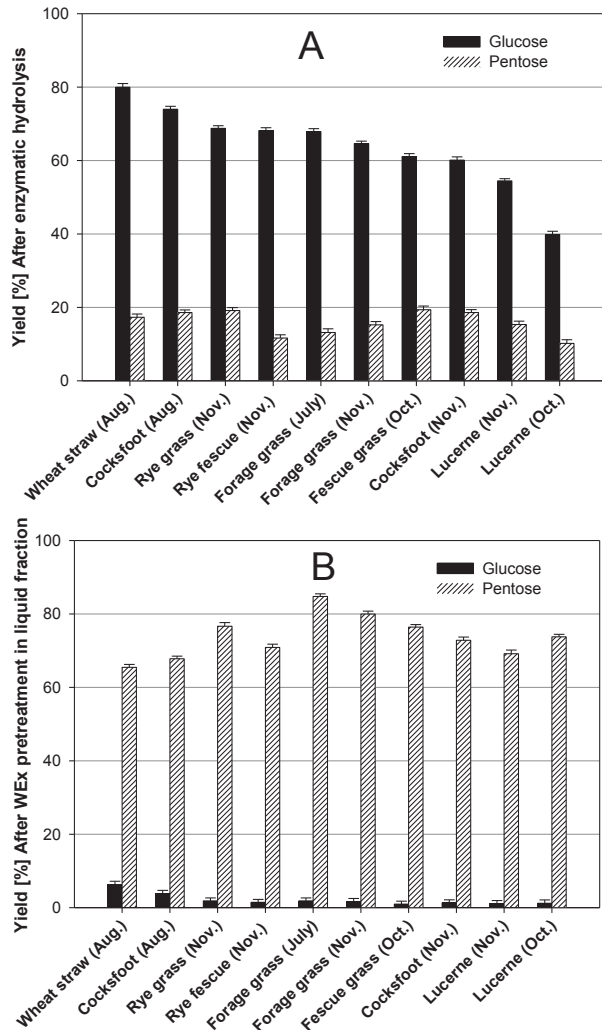 100
A
Glucose
Pentose
80
60
40
20
0
Yield [%] After enzymatic hydrolysis
Wheat straw (Aug.)
Cocksfoot (Aug.)
Rye grass (Nov.)
Rye fescue (Nov.)
Forage grass (July)
Forage grass (Nov.)
Fescue grass (Oct.)
Cocksfoot (Nov.)
Lucerne (Nov.)
Lucerne (Oct.)
100
B
Glucose
Pentose
80
60
40
20
0
Yield [%] After WEx pretreatment in liquid fraction
Wheat straw (Aug.)
Cocksfoot (Aug.)
Rye grass (Nov.)
Rye fescue (Nov.)
Forage grass (July)
Forage grass (Nov.)
Fescue grass (Oct.)
Cocksfoot (Nov.)
Lucerne (Nov.)
Lucerne (Oct.)